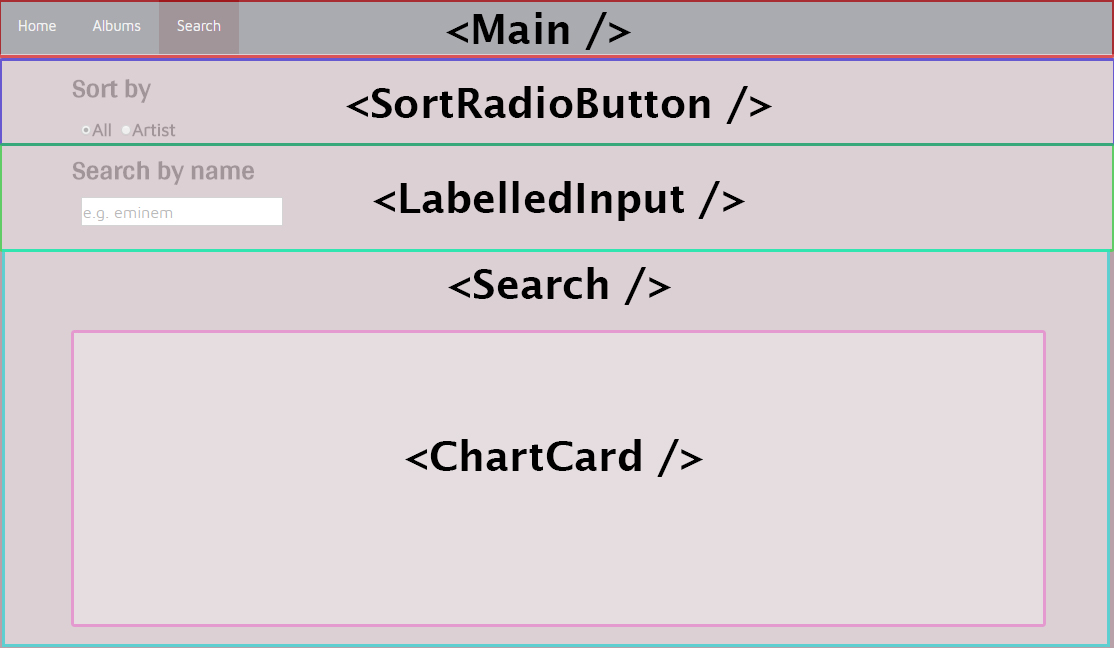 Home Albums Search <Main />
Sort by
<SortRadioButton />
All Artist
Search by name
<LabelledInput />
e.g. eminem
<Search />
<ChartCard />